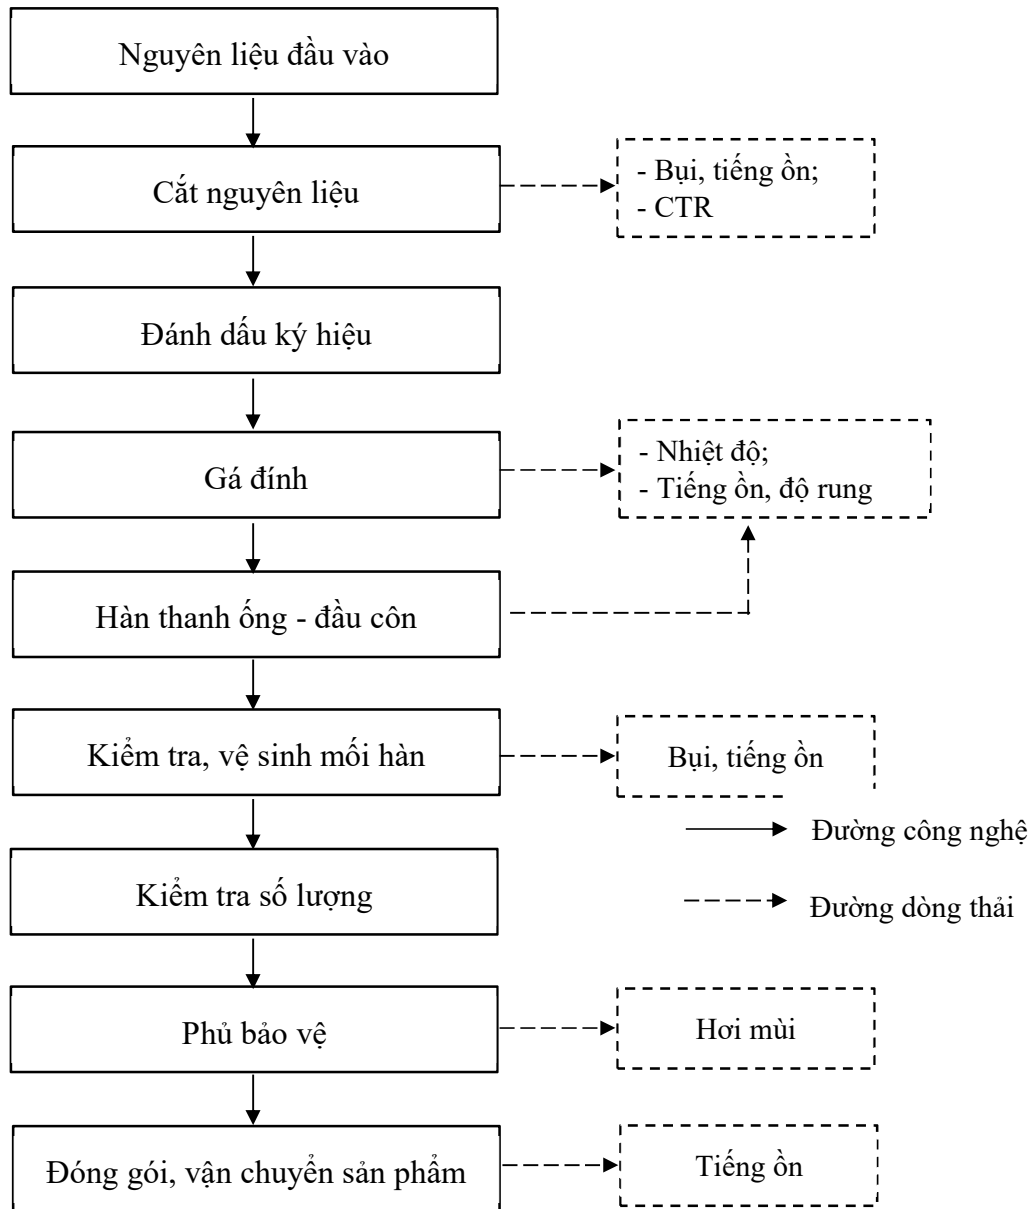 Nguyên liệu đầu vào
Cắt nguyên liệu
- Bụi, tiếng ồn;
- CTR
Đánh dấu ký hiệu
Gá đính
- Nhiệt độ;
- Tiếng ồn, độ rung
Hàn thanh ống - đầu côn
Kiểm tra, vệ sinh mối hàn
Bụi, tiếng ồn
Đường công nghệ
Kiểm tra số lượng
Đường dòng thải
Phủ bảo vệ
Hơi mùi
Đóng gói, vận chuyển sản phẩm
Tiếng ồn